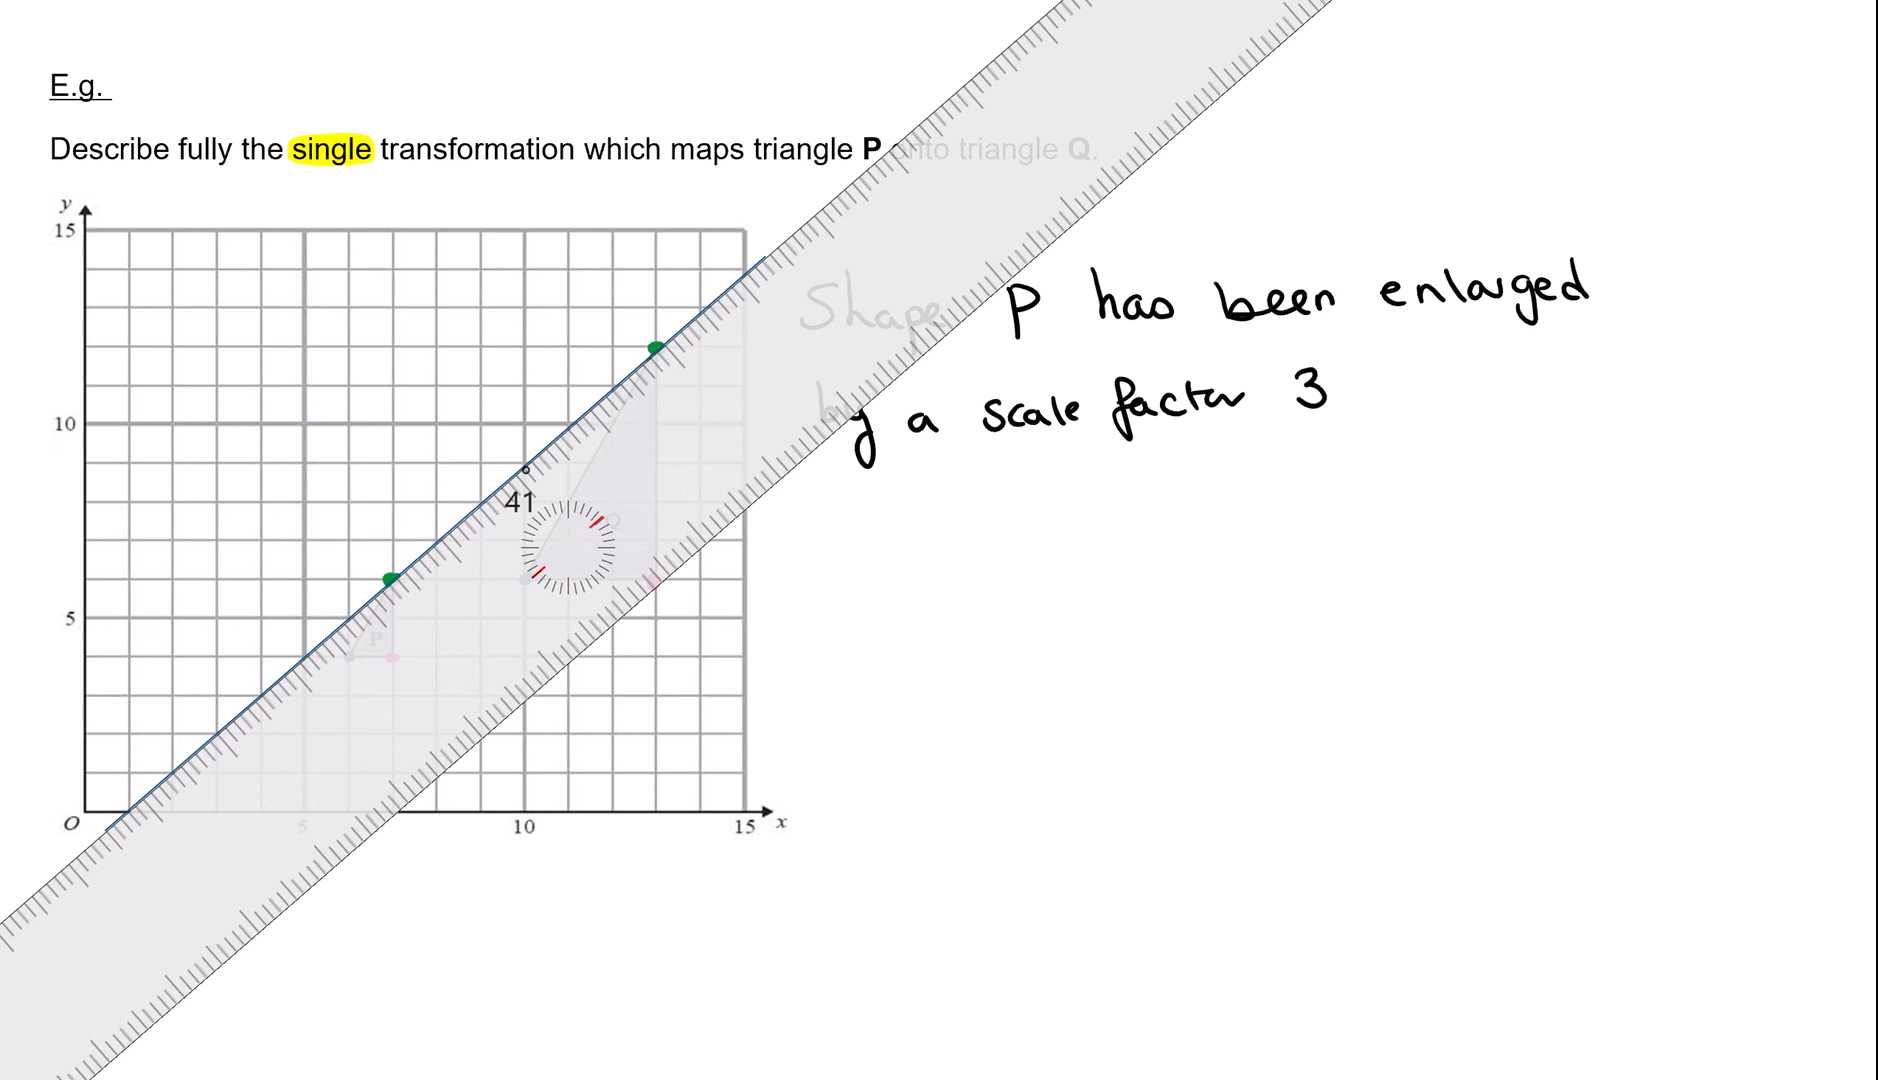 E.g.
Describe fully the single transformation which maps triangle P onto triangle Q.
y
15
Shape P has been enlarged
by a scale factor 3
10
41°
Q
5
P
O 5 10 15 x